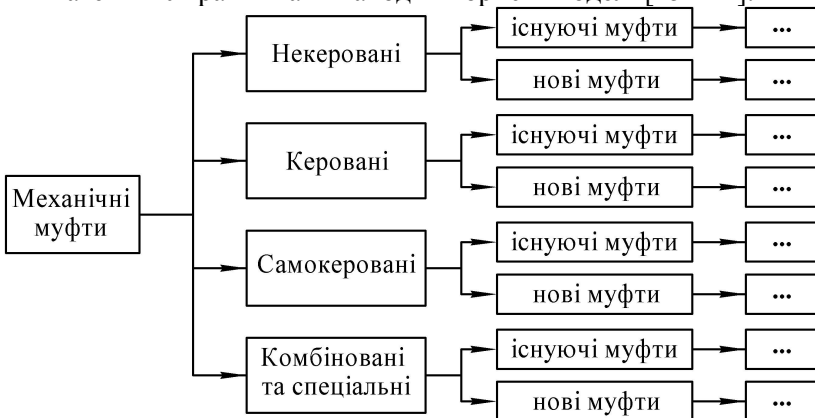 існуючі муфти ...
Некеровані
нові муфти ...
існуючі муфти ...
Керовані
нові муфти ...
Механічні
муфти
існуючі муфти ...
Самокеровані
нові муфти ...
існуючі муфти ...
Комбіновані
та спеціальні
нові муфти ...